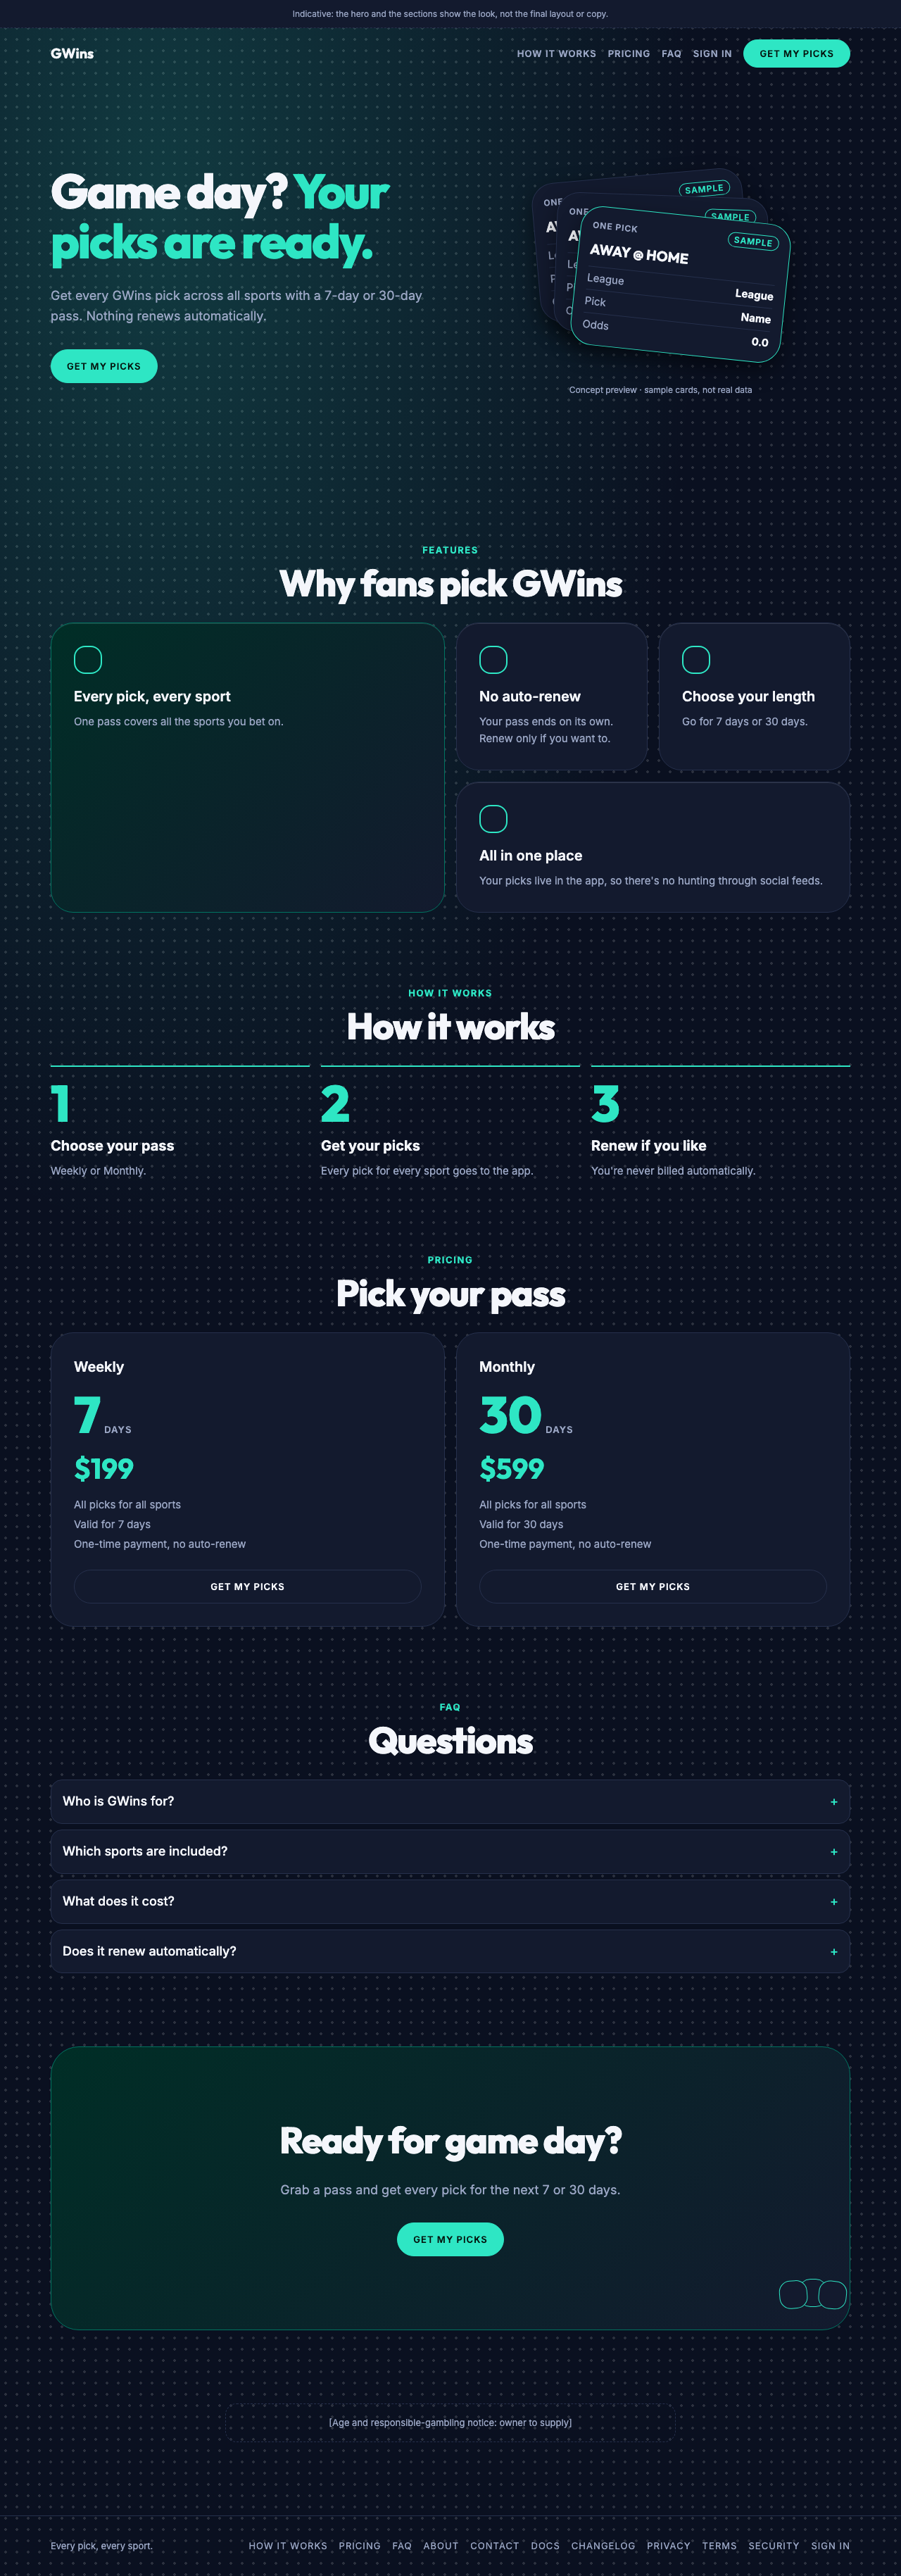 Indicative: the hero and the sections show the look, not the final layout or copy.
GWins
HOW IT WORKS PRICING FAQ SIGN IN GET MY PICKS
Game day? Your
picks are ready.
Get every GWins pick across all sports with a 7-day or 30-day
pass. Nothing renews automatically.
GET MY PICKS
SAMPLE
SAMPLE
ONE PICK SAMPLE
AWAY @ HOME
League League
Pick Name
Odds 0.0
Concept preview · sample cards, not real data
FEATURES
Why fans pick GWins
Every pick, every sport
One pass covers all the sports you bet on.
No auto-renew
Your pass ends on its own.
Renew only if you want to.
Choose your length
Go for 7 days or 30 days.
All in one place
Your picks live in the app, so there's no hunting through social feeds.
HOW IT WORKS
How it works
1
Choose your pass
Weekly or Monthly.
2
Get your picks
Every pick for every sport goes to the app.
3
Renew if you like
You're never billed automatically.
PRICING
Pick your pass
Weekly
7 DAYS
$199
All picks for all sports
Valid for 7 days
One-time payment, no auto-renew
GET MY PICKS
Monthly
30 DAYS
$599
All picks for all sports
Valid for 30 days
One-time payment, no auto-renew
GET MY PICKS
FAQ
Questions
Who is GWins for? +
Which sports are included? +
What does it cost? +
Does it renew automatically? +
Ready for game day?
Grab a pass and get every pick for the next 7 or 30 days.
GET MY PICKS
[Age and responsible-gambling notice: owner to supply]
Every pick, every sport.
HOW IT WORKS PRICING FAQ ABOUT CONTACT DOCS CHANGELOG PRIVACY TERMS SECURITY SIGN IN